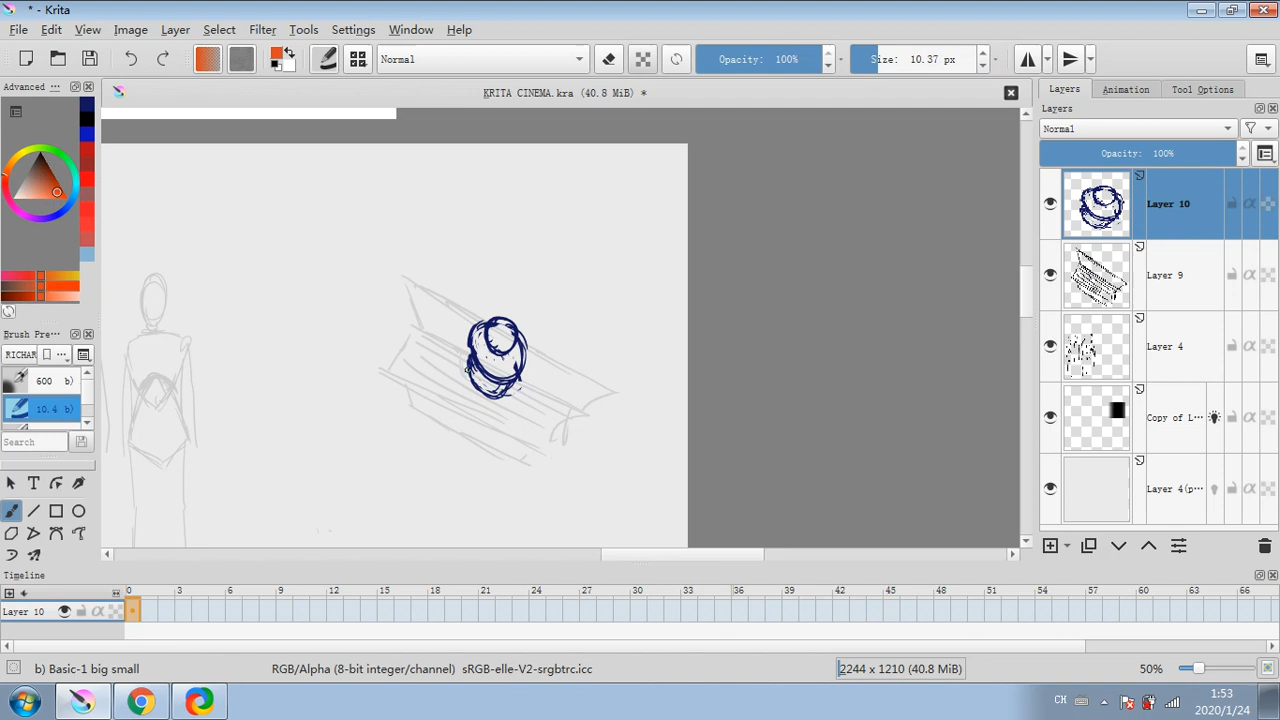 * - Krita
File Edit View Image Layer Select Filter Tools Settings Window Help
Normal Opacity: 100% Size: 10.37 px
Advanced ...
KRITA CINEMA.kra (40.8 MiB) *
Layers Animation Tool Options
Layers
Normal
Opacity: 100%
Layer 10
Layer 9
Layer 4
Copy of L...
Layer 4(p...
Brush Pre...
RICHAR
600 b)
10.4 b)
Search
T
Timeline
0 3 6 9 12 15 18 21 24 27 30 33 36 39 42 45 48 51 54 57 60 63 66
Layer 10
b) Basic-1 big small RGB/Alpha (8-bit integer/channel) sRGB-elle-V2-srgbtrc.icc 2244 x 1210 (40.8 MiB) 50%
CH 1:53
2020/1/24